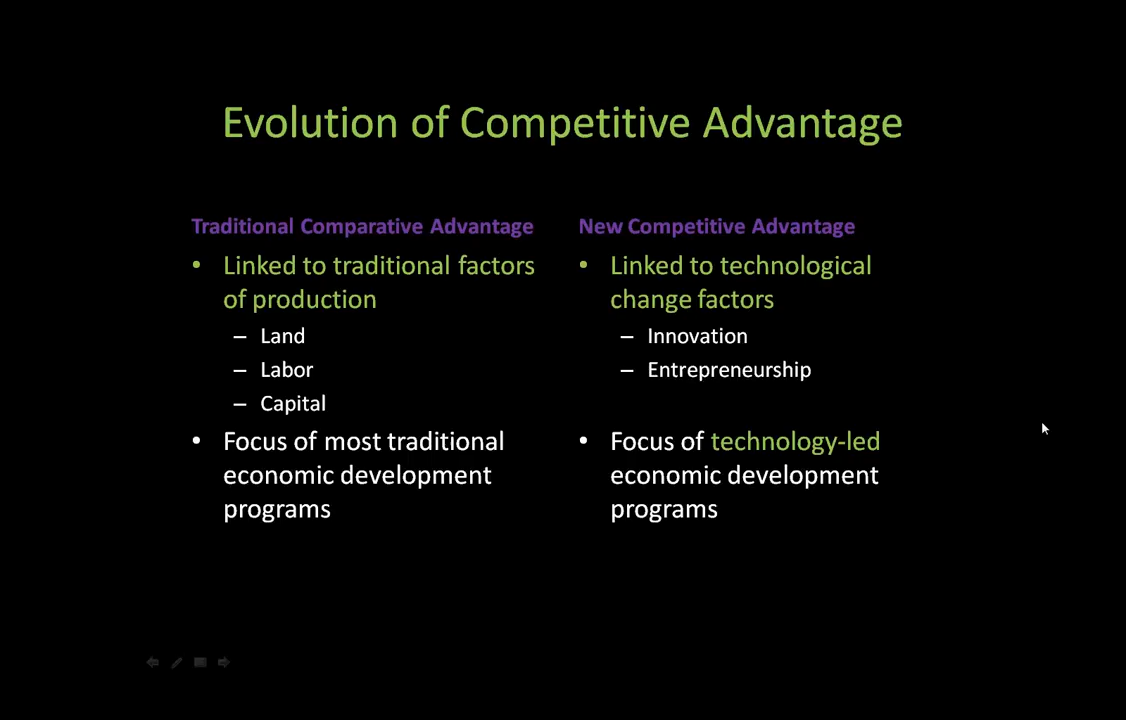 Evolution of Competitive Advantage
Traditional Comparative Advantage
• Linked to traditional factors
of production
– Land
– Labor
– Capital
• Focus of most traditional
economic development
programs
New Competitive Advantage
• Linked to technological
change factors
– Innovation
– Entrepreneurship
• Focus of technology-led
economic development
programs